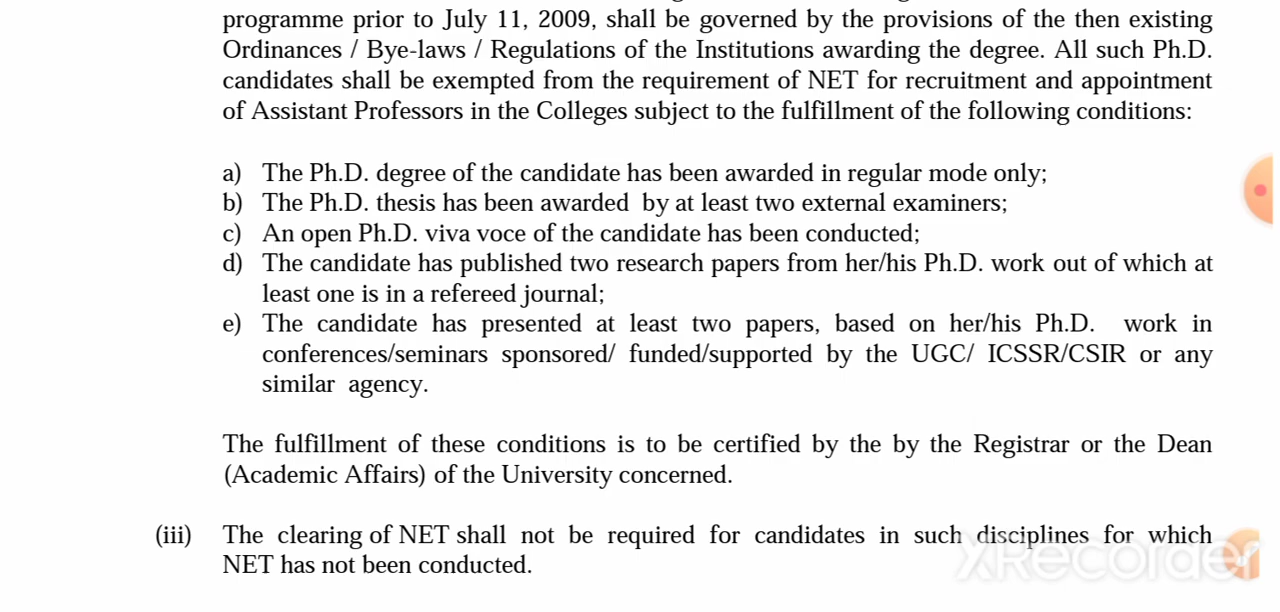 programme prior to July 11, 2009, shall be governed by the provisions of the then existing
Ordinances / Bye-laws / Regulations of the Institutions awarding the degree. All such Ph.D.
candidates shall be exempted from the requirement of NET for recruitment and appointment
of Assistant Professors in the Colleges subject to the fulfillment of the following conditions:
a) The Ph.D. degree of the candidate has been awarded in regular mode only;
b) The Ph.D. thesis has been awarded by at least two external examiners;
c) An open Ph.D. viva voce of the candidate has been conducted;
d) The candidate has published two research papers from her/his Ph.D. work out of which at
least one is in a refereed journal;
e) The candidate has presented at least two papers, based on her/his Ph.D. work in
conferences/seminars sponsored/ funded/supported by the UGC/ ICSSR/CSIR or any
similar agency.
The fulfillment of these conditions is to be certified by the by the Registrar or the Dean
(Academic Affairs) of the University concerned.
(iii) The clearing of NET shall not be required for candidates in such disciplines for which
NET has not been conducted.
XRecorder